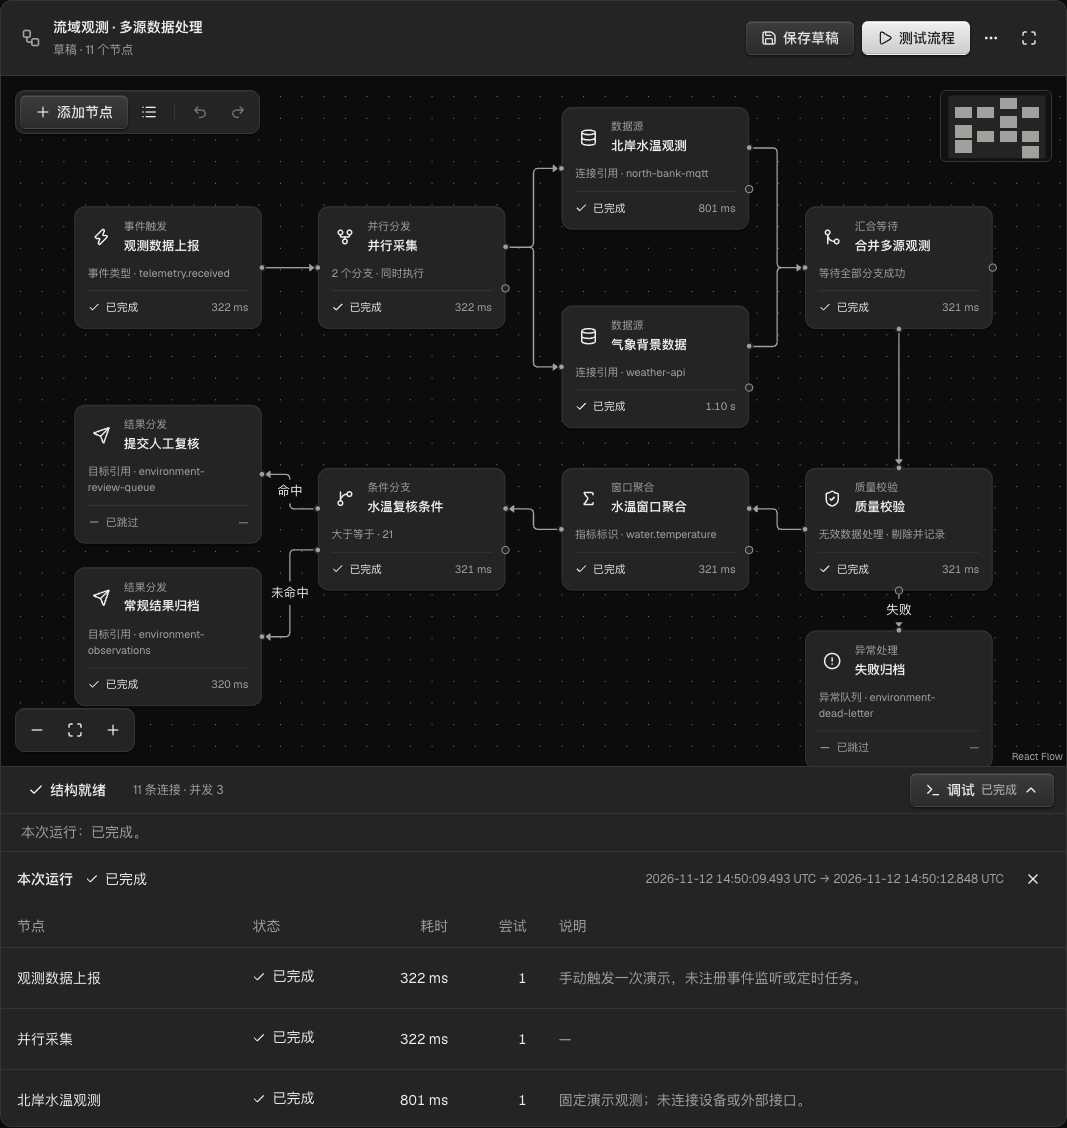 流域观测 · 多源数据处理
草稿 · 11 个节点
保存草稿
测试流程
添加节点
数据源
北岸水温观测
连接引用 · north-bank-mqtt
已完成 801 ms
事件触发
观测数据上报
事件类型 · telemetry.received
已完成 322 ms
并行分发
并行采集
2 个分支 · 同时执行
已完成 322 ms
汇合等待
合并多源观测
等待全部分支成功
已完成 321 ms
数据源
气象背景数据
连接引用 · weather-api
已完成 1.10 s
结果分发
提交人工复核
目标引用 · environment-
review-queue
已跳过 —
命中
条件分支
水温复核条件
大于等于 · 21
已完成 321 ms
窗口聚合
水温窗口聚合
指标标识 · water.temperature
已完成 321 ms
质量校验
质量校验
无效数据处理 · 剔除并记录
已完成 321 ms
结果分发
常规结果归档
目标引用 · environment-
observations
已完成 320 ms
未命中
失败
异常处理
失败归档
异常队列 · environment-
dead-letter
已跳过 —
React Flow
结构就绪 11 条连接 · 并发 3
调试 已完成
本次运行：已完成。
本次运行 已完成
2026-11-12 14:50:09.493 UTC → 2026-11-12 14:50:12.848 UTC
节点 状态 耗时 尝试 说明
观测数据上报 已完成 322 ms 1 手动触发一次演示，未注册事件监听或定时任务。
并行采集 已完成 322 ms 1 —
北岸水温观测 已完成 801 ms 1 固定演示观测；未连接设备或外部接口。